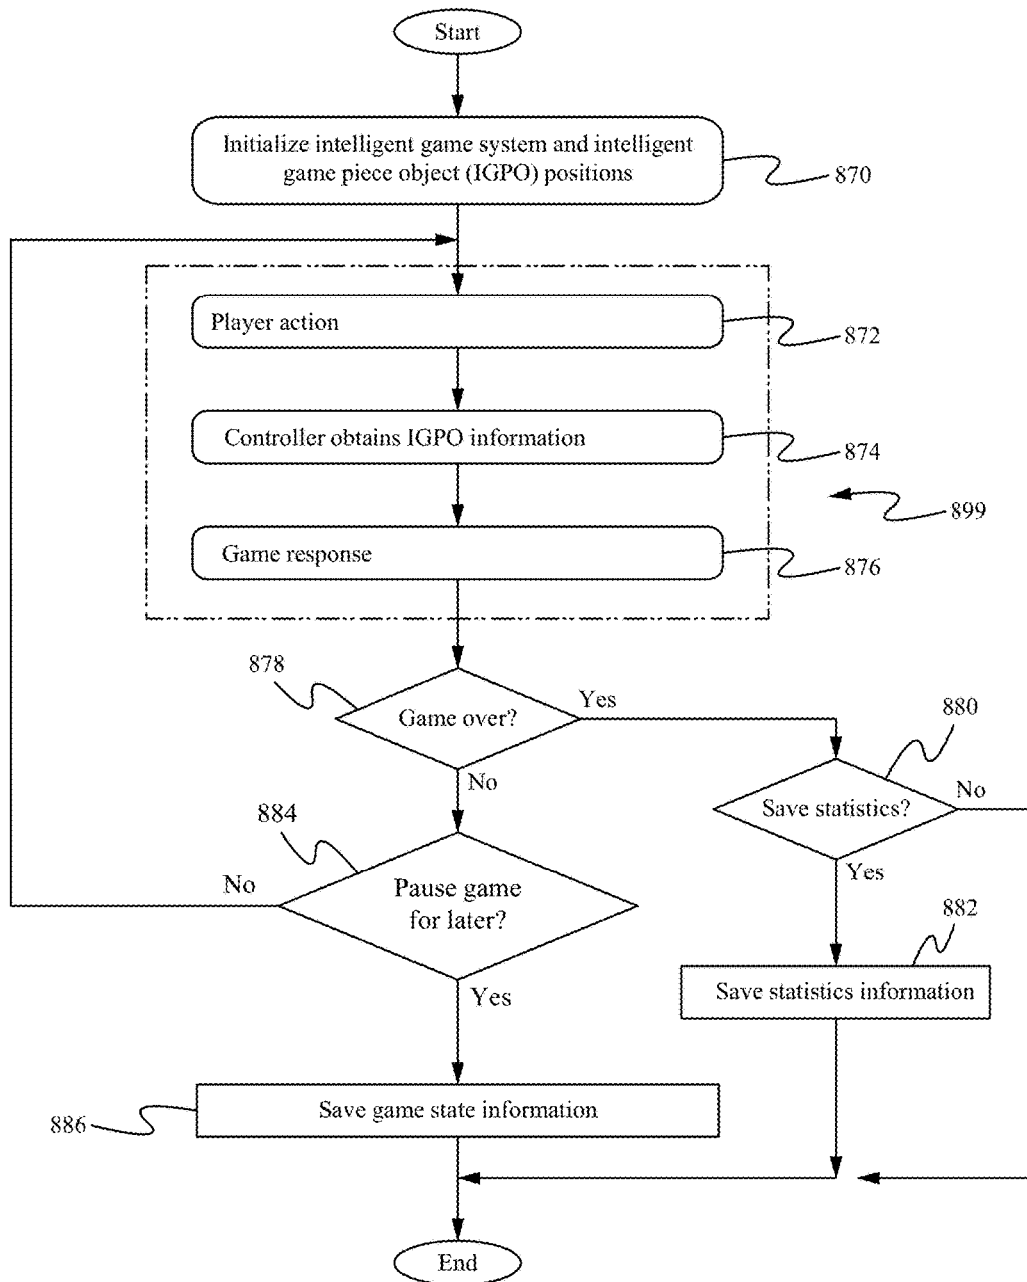 Start
Initialize intelligent game system and intelligent
game piece object (IGPO) positions
870
Player action
872
Controller obtains IGPO information
874
899
Game response
876
878
Game over?
Yes
No
880
Save statistics?
No
Yes
884
Pause game
for later?
No
Yes
882
Save statistics information
Save game state information
886
End